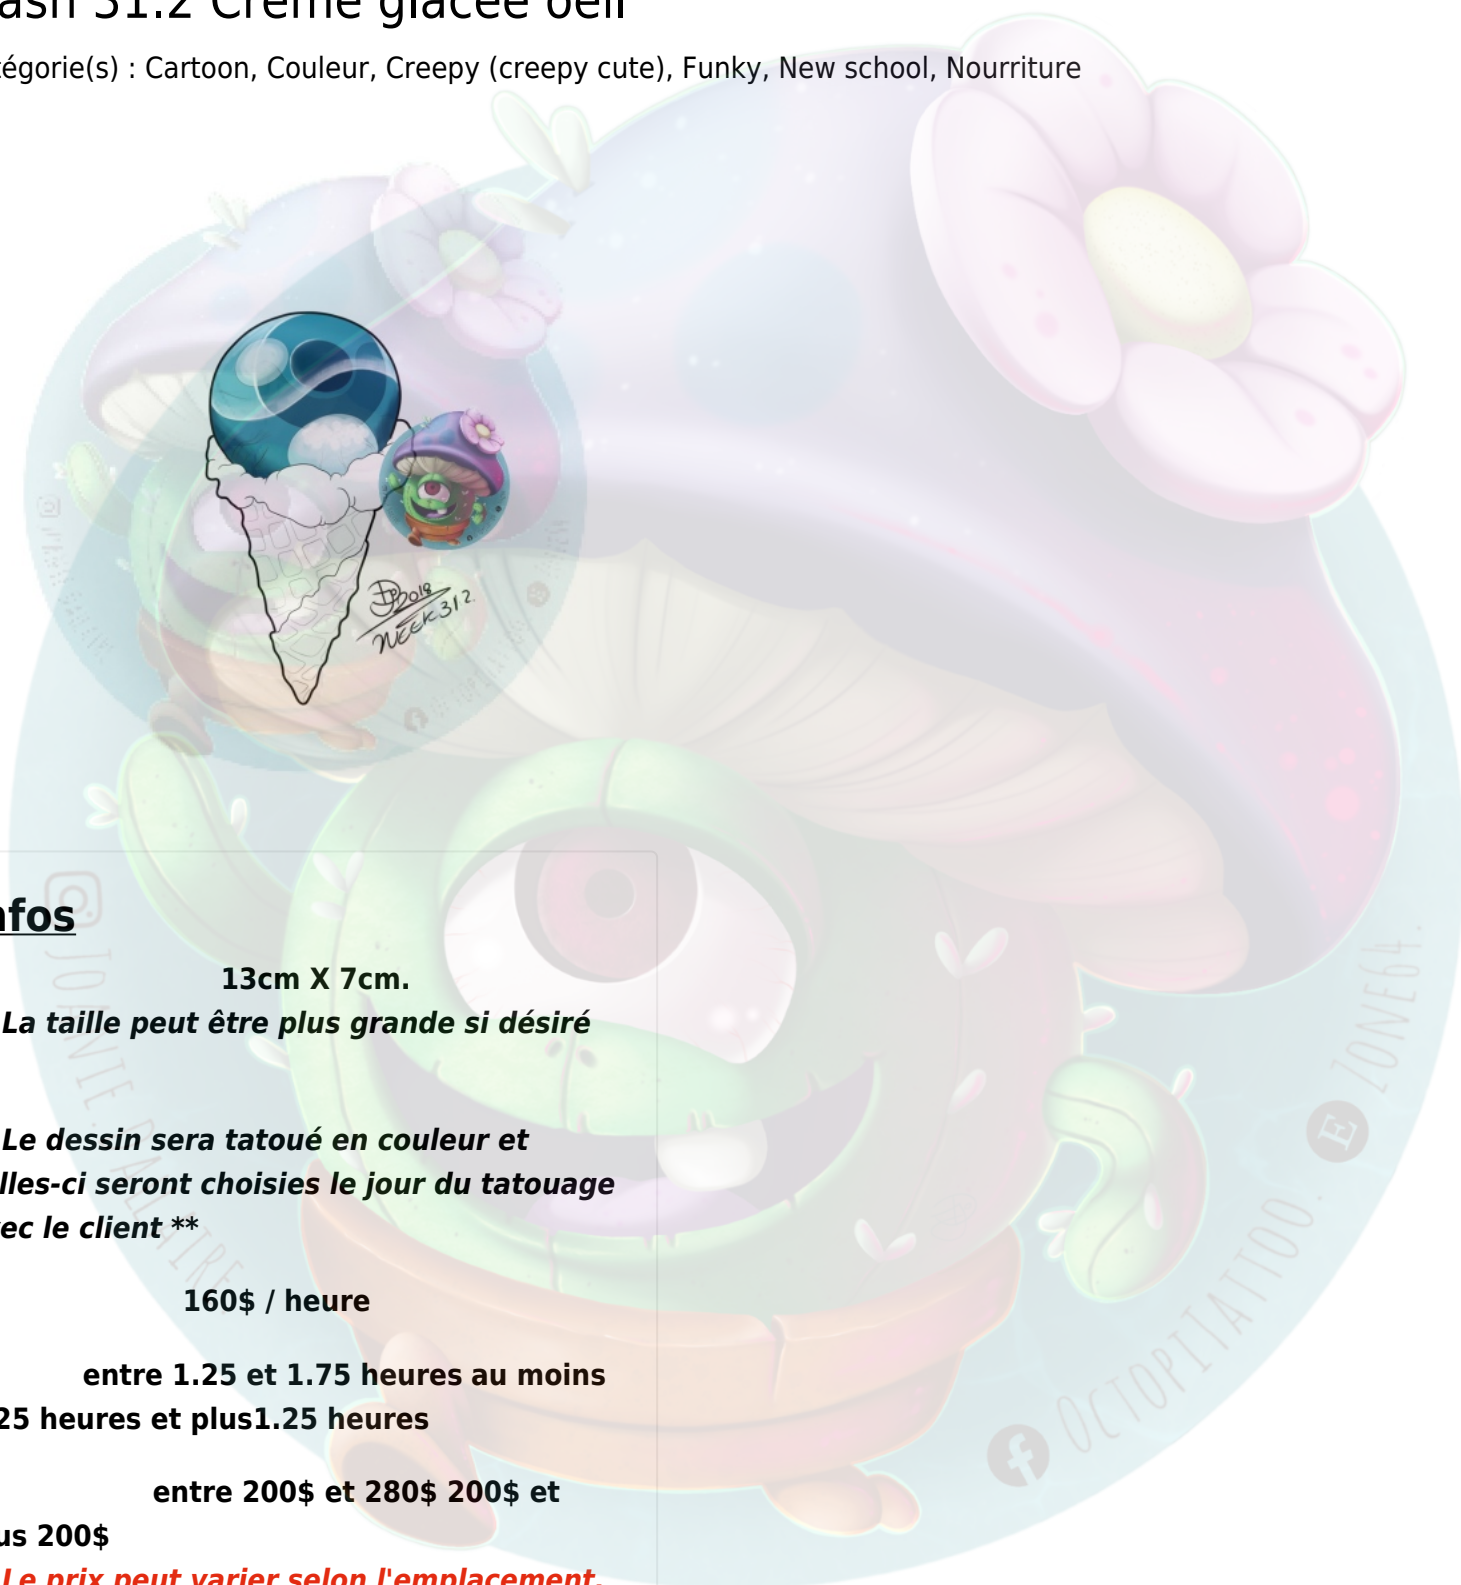 ash 31.2 Crème glacée oeil
tégorie(s) : Cartoon, Couleur, Creepy (creepy cute), Funky, New school, Nourriture
2018
WEEK 31 2.
nfos
13cm X 7cm.
La taille peut être plus grande si désiré
Le dessin sera tatoué en couleur et
lles-ci seront choisies le jour du tatouage
ec le client **
160$ / heure
entre 1.25 et 1.75 heures au moins
25 heures et plus1.25 heures
entre 200$ et 280$ 200$ et
us 200$
Le prix peut varier selon l'emplacement.
JOANIE.DALLAIRE
OCTOPITATTOO.
ZONE64.